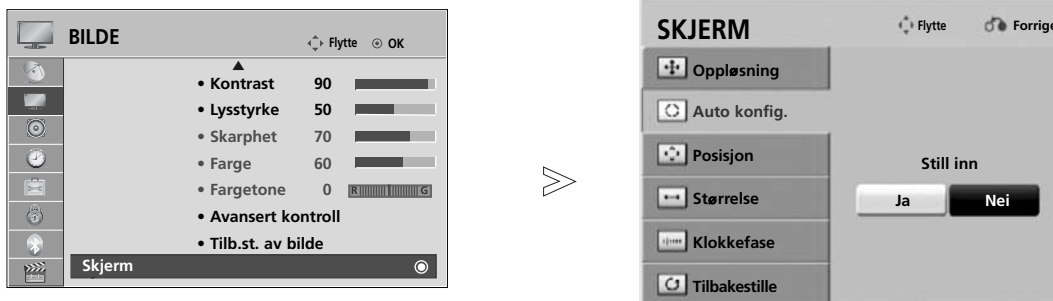 BILDE
Flytte OK
• Kontrast 90
• Lysstyrke 50
• Skarphet 70
• Farge 60
• Fargetone 0 R G
• Avansert kontroll
• Tilb.st. av bilde
Skjerm
SKJERM
Flytte Forrige
Oppløsning
Auto konfig.
Posisjon
Størrelse
Klokkefase
Tilbakestille
Still inn
Ja Nei